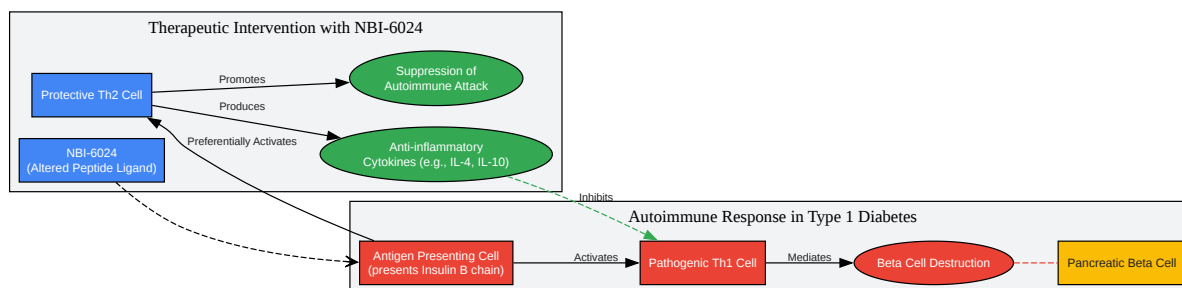 Therapeutic Intervention with NBI-6024
Suppression of
Autoimmune Attack
Promotes
Protective Th2 Cell
Produces
Preferentially Activates
Anti-inflammatory
Cytokines (e.g., IL-4, IL-10)
NBI-6024
(Altered Peptide Ligand)
Inhibits
Autoimmune Response in Type 1 Diabetes
Antigen Presenting Cell
(presents Insulin B chain)
Activates
Pathogenic Th1 Cell
Mediates
Beta Cell Destruction
Pancreatic Beta Cell